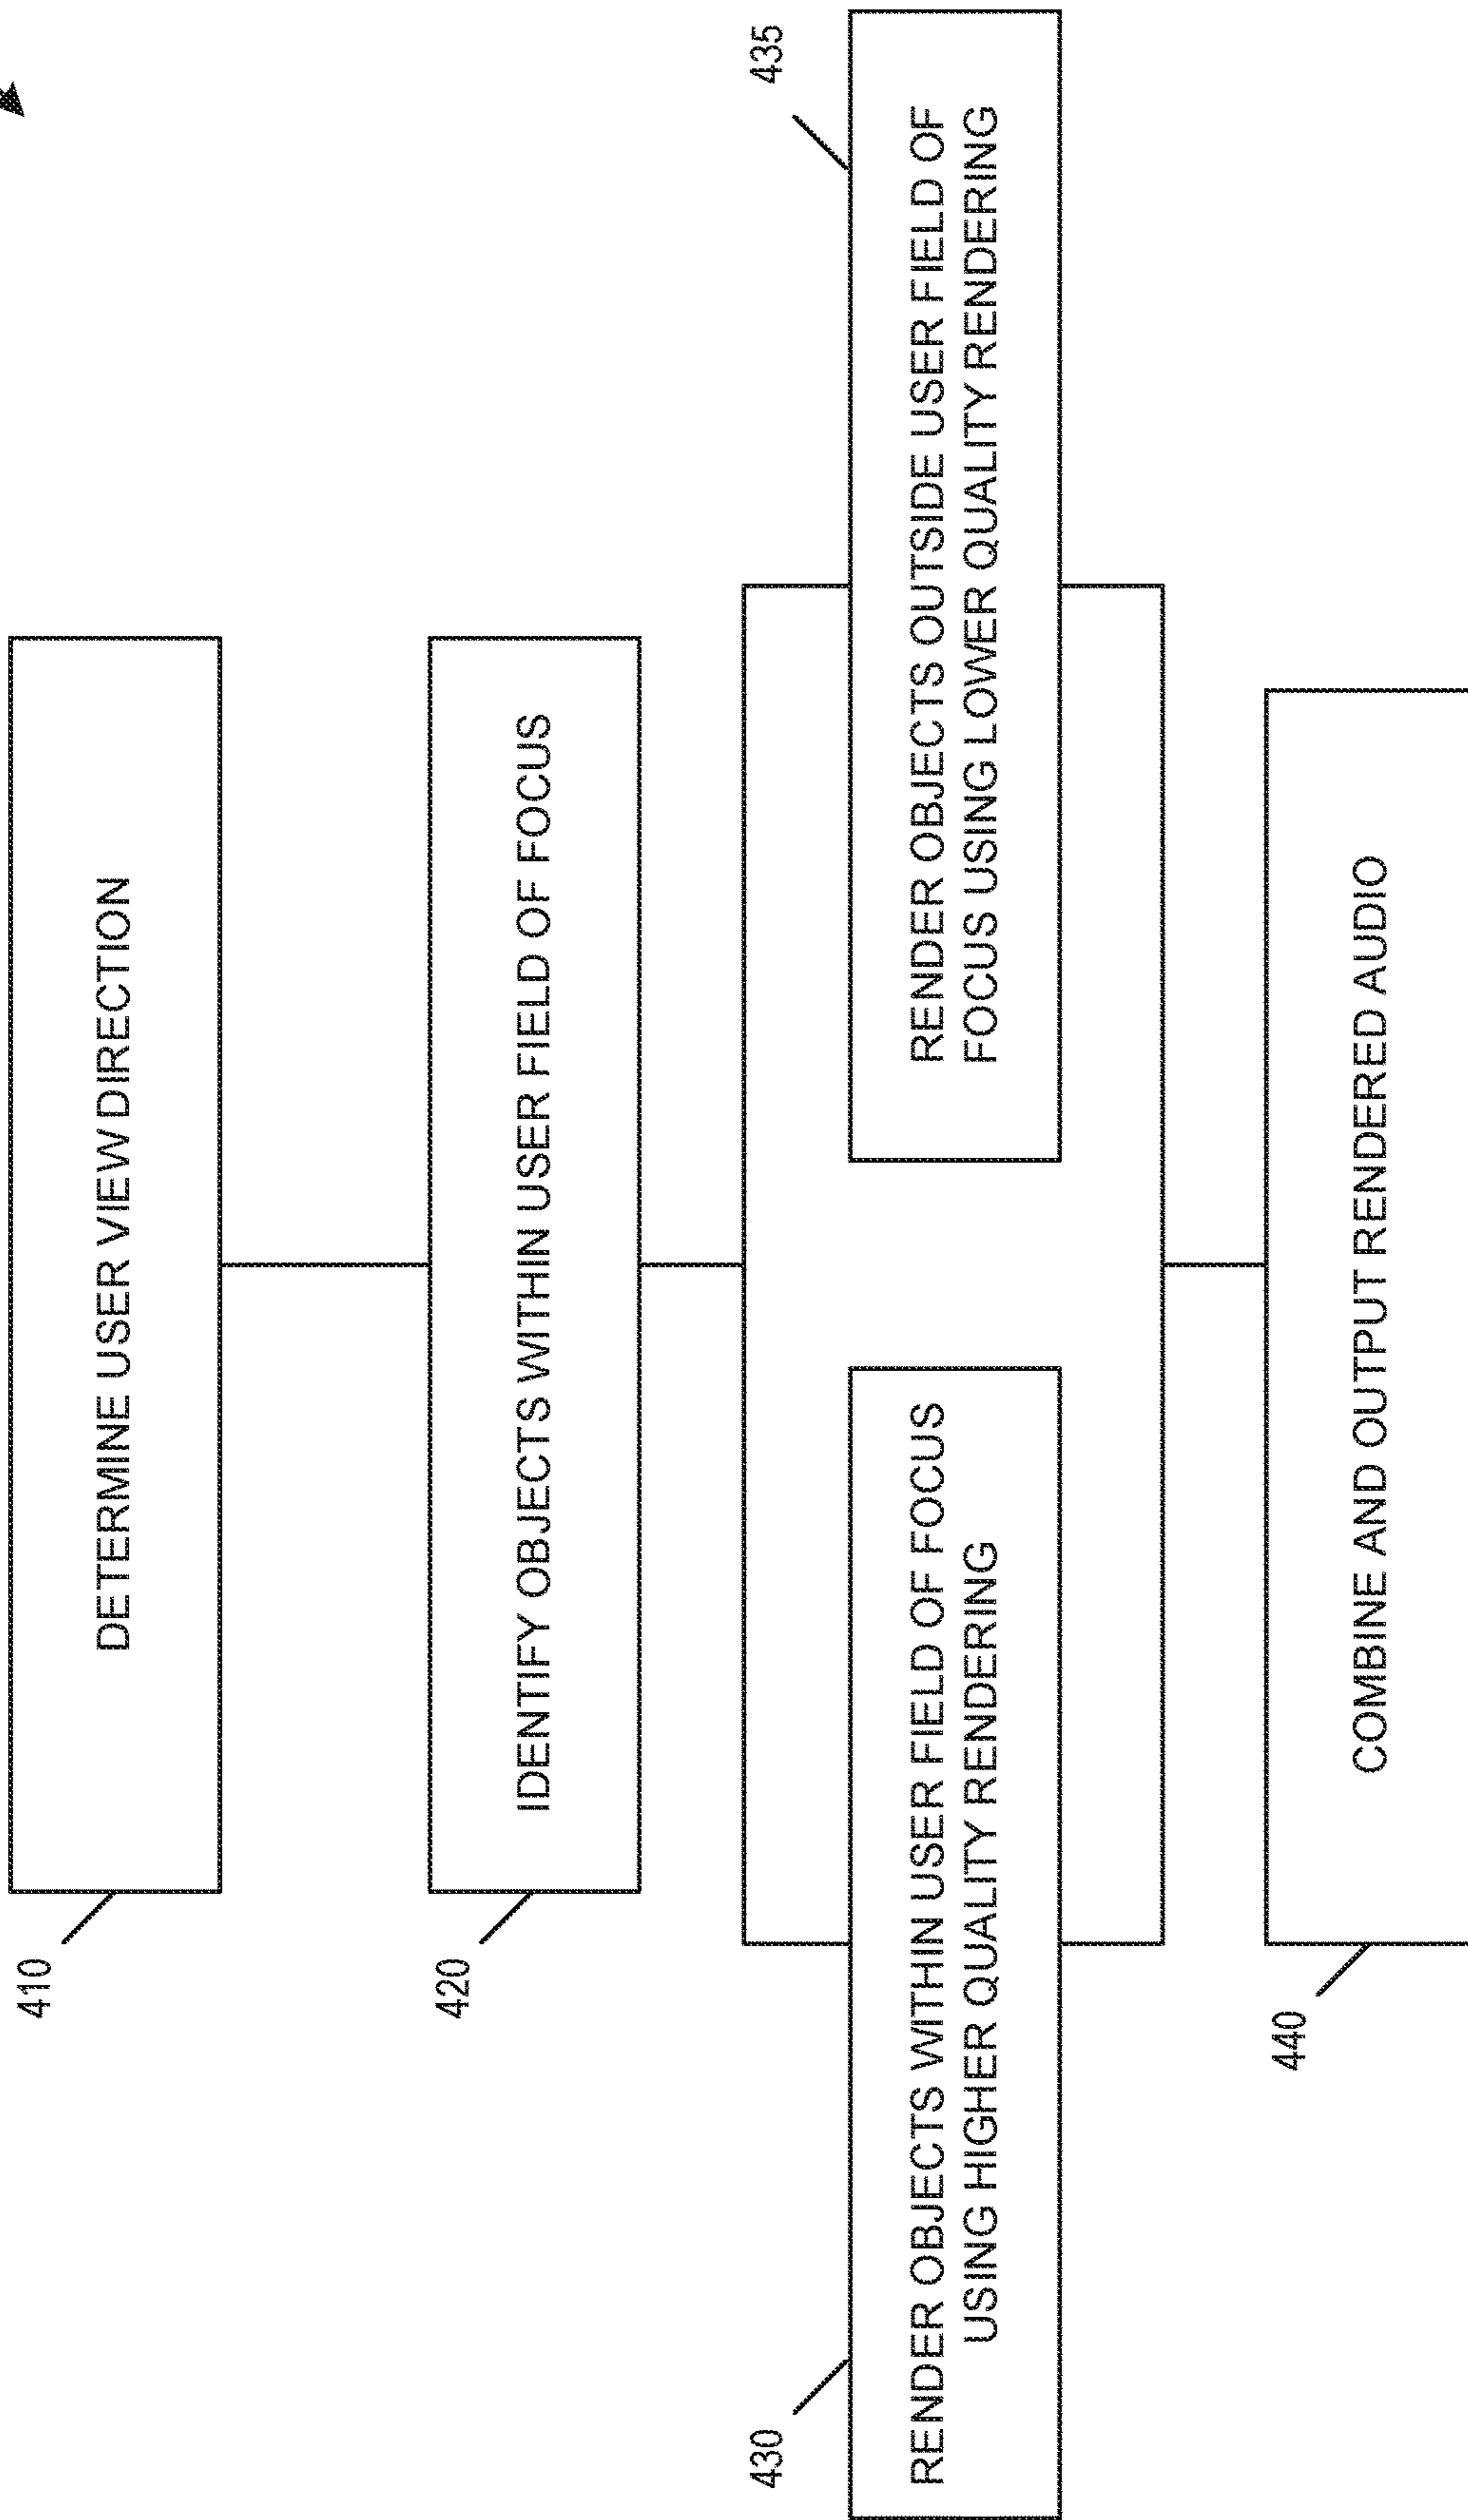 410
DETERMINE USER VIEW DIRECTION
420
IDENTIFY OBJECTS WITHIN USER FIELD OF FOCUS
430
RENDER OBJECTS WITHIN USER FIELD OF FOCUS
USING HIGHER QUALITY RENDERING
435
RENDER OBJECTS OUTSIDE USER FIELD OF
FOCUS USING LOWER QUALITY RENDERING
440
COMBINE AND OUTPUT RENDERED AUDIO